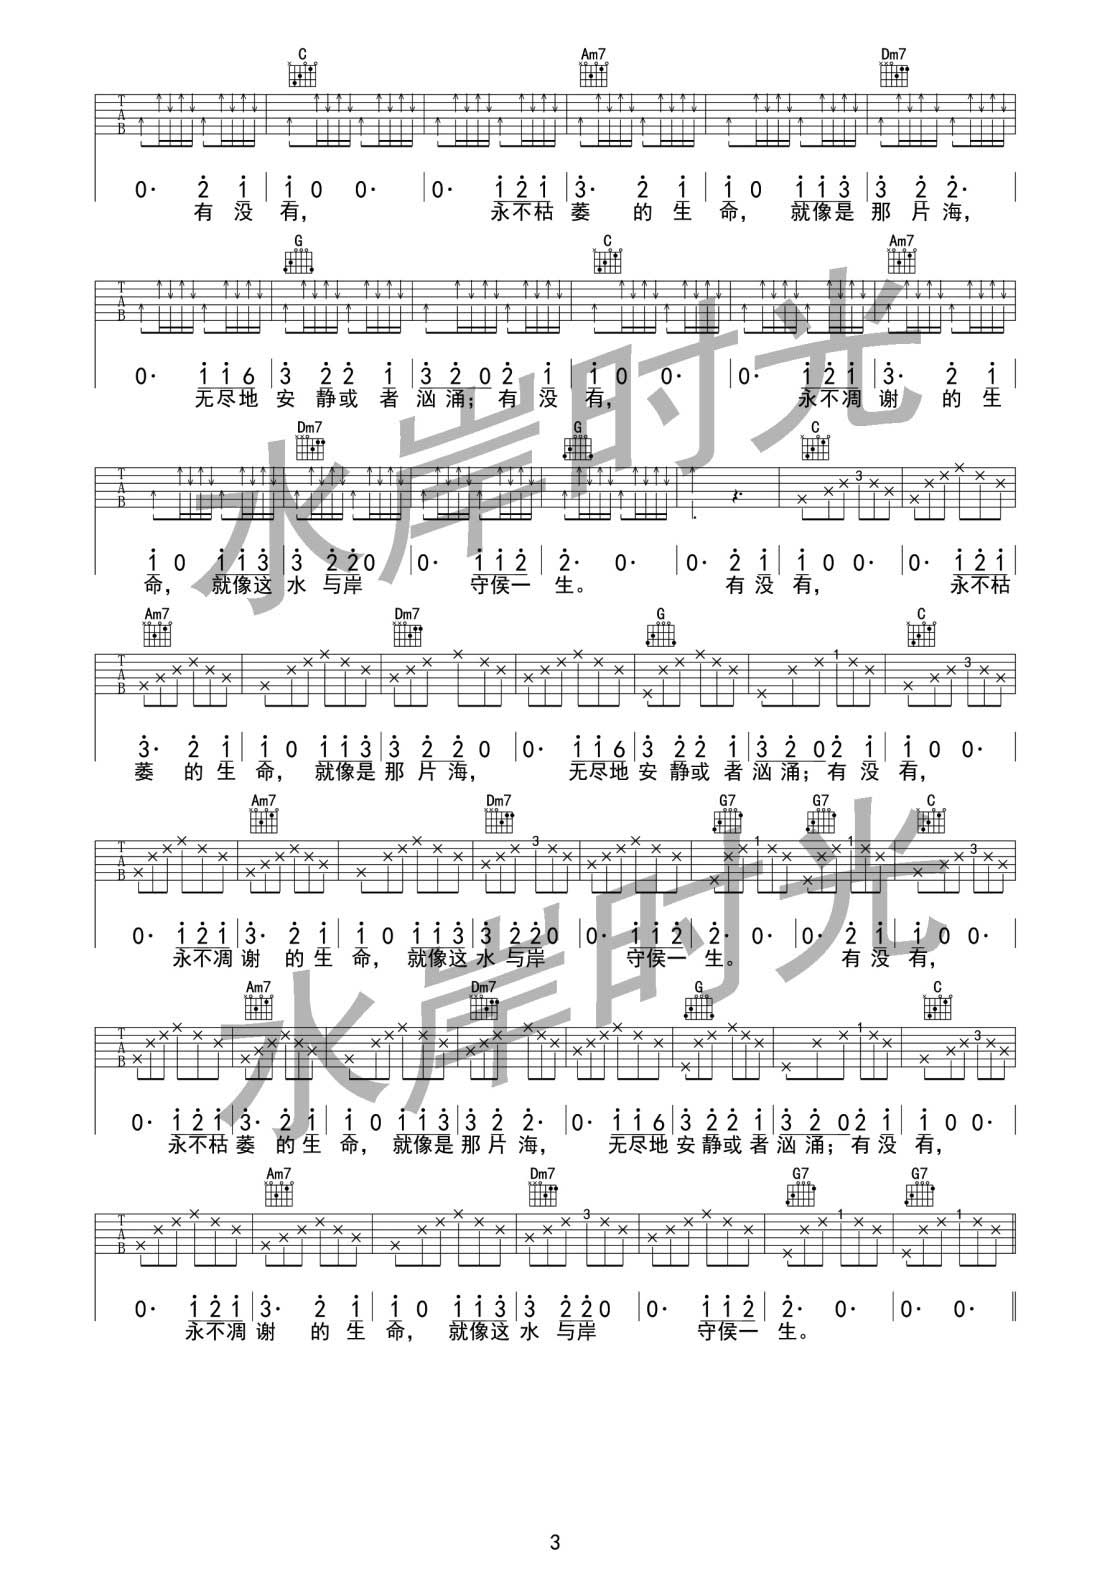 C Am7 Dm7
T
A
B
0· 2 1 1 0 0· 0· 1 2 1 3· 2 1 1 0 1 1 3 3 2 2·
有 没 有， 永不枯 萎 的 生 命， 就像是 那 片 海，
G C Am7
T
A
B
0· 1 1 6 3 2 2 1 3 2 0 2 1 1 0 0· 0· 1 2 1 3· 2 1
无尽地 安 静或 者 汹涌；有 没 有， 永不凋 谢 的 生
Dm7 G C
T
A
B
3
1 0 1 1 3 3 2 2 0 0· 1 1 2 2· 0· 0· 2 1 1 0 0· 0· 1 2 1
命， 就像这 水 与岸 守侯一 生。 有 没 有， 永不枯
Am7 Dm7 G C
T
A
B
1 3
3· 2 1 1 0 1 1 3 3 2 2 0 0· 1 1 6 3 2 2 1 3 2 0 2 1 1 0 0·
萎 的 生 命， 就像是 那 片 海， 无尽地 安 静或 者 汹涌；有 没 有，
Am7 Dm7 G7 G7 C
T
A
B
3 1 1 3
0· 1 2 1 3· 2 1 1 0 1 1 3 3 2 2 0 0· 1 1 2 2· 0· 0· 2 1 1 0 0·
永不凋 谢 的 生 命， 就像这 水 与岸 守侯一 生。 有 没 有，
Am7 Dm7 G C
T
A
B
1 3
0· 1 2 1 3· 2 1 1 0 1 1 3 3 2 2 0 0· 1 1 6 3 2 2 1 3 2 0 2 1 1 0 0·
永不枯 萎 的 生 命， 就像是 那 片 海， 无尽地 安 静或 者 汹涌；有 没 有，
Am7 Dm7 G7 G7
T
A
B
3 1 1
0· 1 2 1 3· 2 1 1 0 1 1 3 3 2 2 0 0· 1 1 2 2· 0· 0· 0·
永不凋 谢 的 生 命， 就像这 水 与岸 守侯一 生。
水岸时光
水岸时光
3